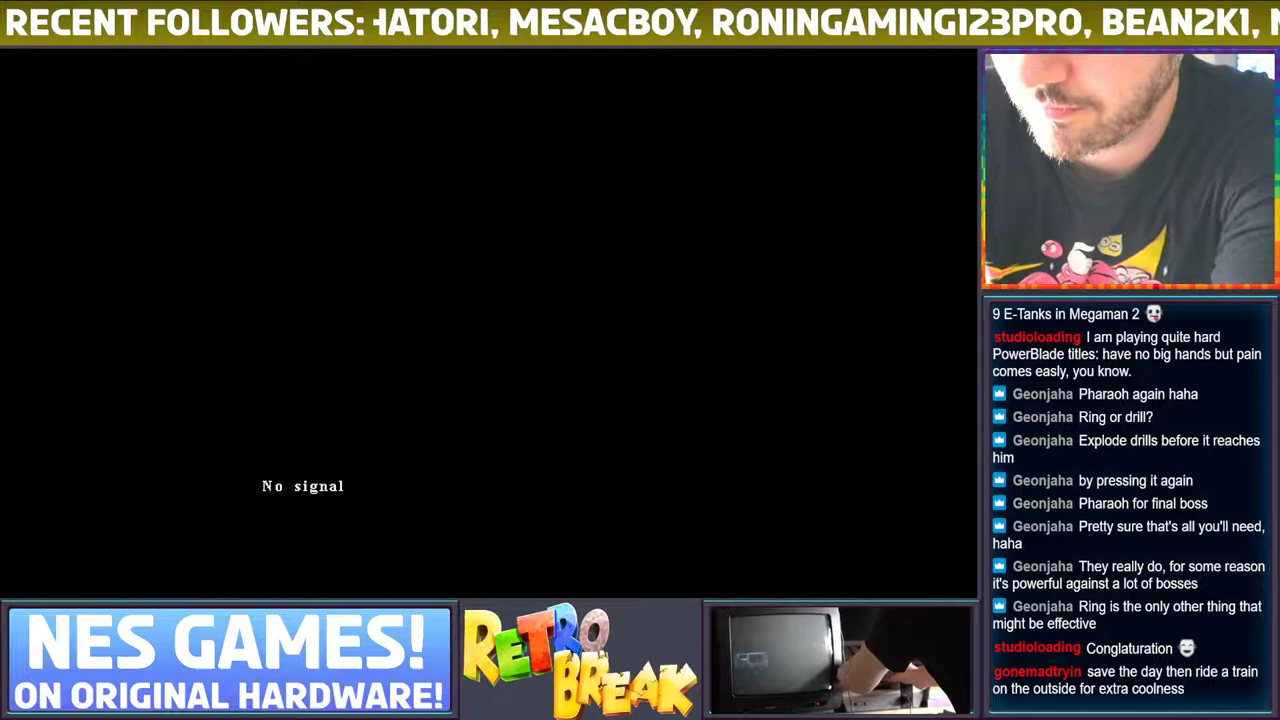 RECENT FOLLOWERS: HATORI, MESACBOY, RONINGAMING123PRO, BEAN2K1,
9 E-Tanks in Megaman 2
studioloading I am playing quite hard
PowerBlade titles: have no big hands but pain
comes easly, you know.
Geonjaha Pharaoh again haha
Geonjaha Ring or drill?
Geonjaha Explode drills before it reaches
him
Geonjaha by pressing it again
No signal
Geonjaha Pharaoh for final boss
Geonjaha Pretty sure that's all you'll need,
haha
Geonjaha They really do, for some reason
it's powerful against a lot of bosses
Geonjaha Ring is the only other thing that
might be effective
studioloading Conglaturation
gonemadtryin save the day then ride a train
on the outside for extra coolness
NES GAMES!
ON ORIGINAL HARDWARE!
RETRO
BREAK